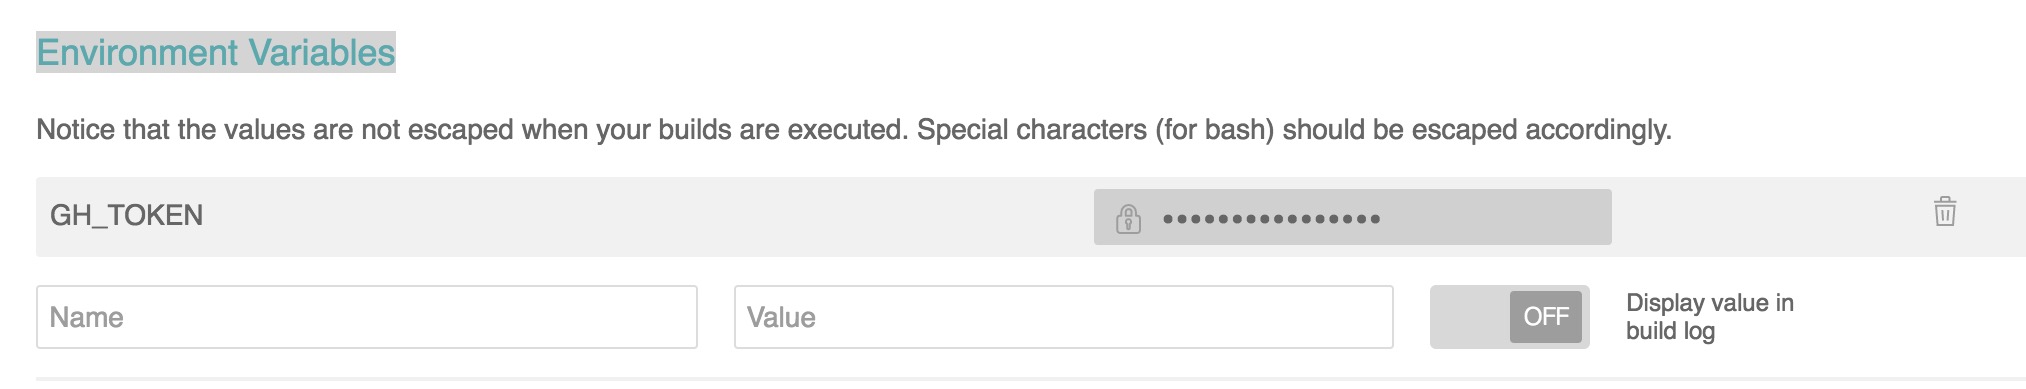 Environment Variables
Notice that the values are not escaped when your builds are executed. Special characters (for bash) should be escaped accordingly.
GH_TOKEN ••••••••••••••••
Name Value OFF Display value in
build log